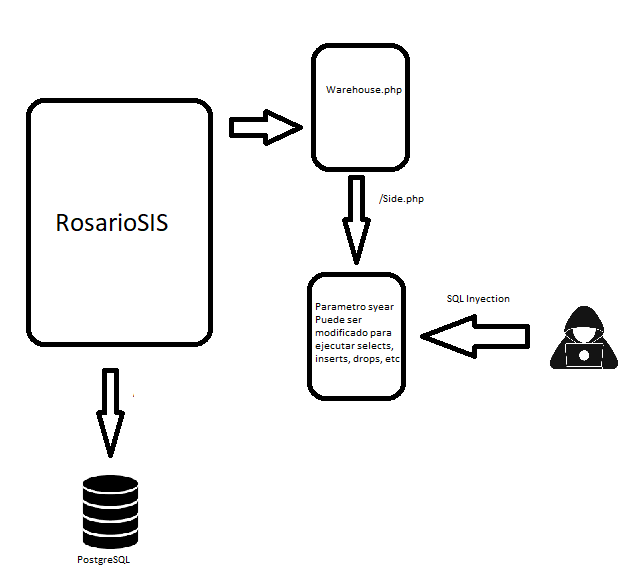 Warehouse.php
RosarioSIS
/Side.php
Parametro syear
Puede ser
modificado para
ejecutar selects,
inserts, drops, etc
SQL Inyection
PostgreSQL